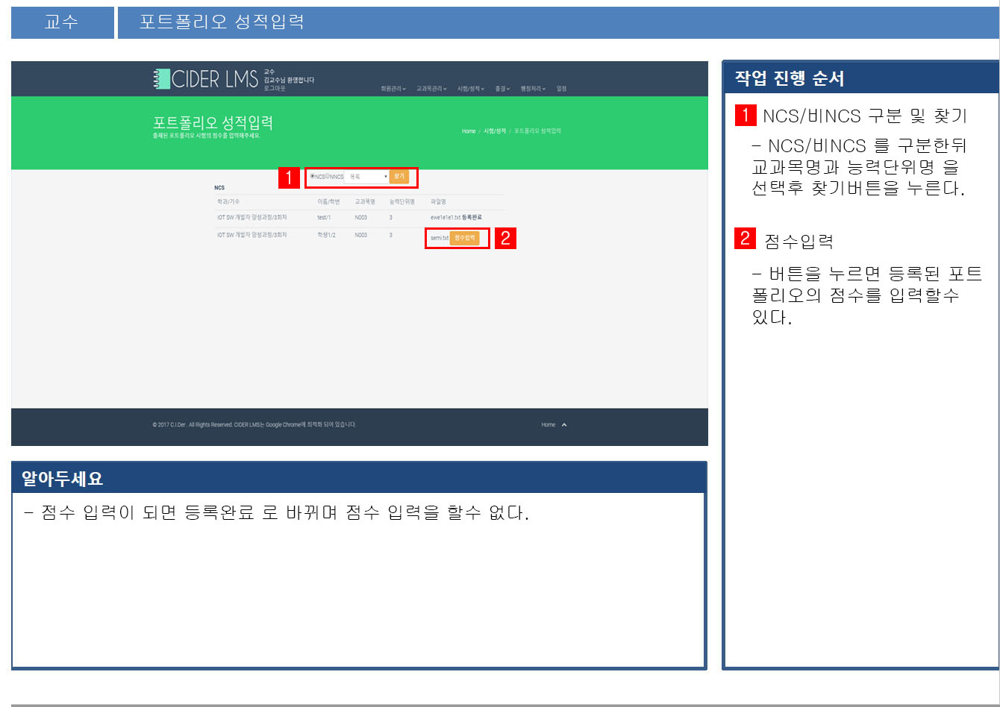 교수
포트폴리오 성적입력
CIDER LMS
교수
김교수님 환영합니다
로그아웃
회원관리 교과목관리 시험/성적 출결 행정처리 일정
포트폴리오 성적입력
출제된 포트폴리오 시험의 점수를 입력해주세요.
Home / 시험/성적 / 포트폴리오 성적입력
1
NCS NNCS 목록 찾기
NCS
학과/기수 이름/학번 교과목명 능력단위명 파일명
IOT SW 개발자 양성과정/3회차 test/1 N003 3 ewe1e1e1.txt 등록완료
IOT SW 개발자 양성과정/3회차 학생1/2 N003 3 semi.txt 점수입력
2
© 2017 C.I.Der . All Rights Reserved. CIDER LMS는 Google Chrome에 최적화 되어 있습니다.
Home
작업 진행 순서
1 NCS/비NCS 구분 및 찾기
- NCS/비NCS 를 구분한뒤
교과목명과 능력단위명 을
선택후 찾기버튼을 누른다.
2 점수입력
- 버튼을 누르면 등록된 포트
폴리오의 점수를 입력할수
있다.
알아두세요
- 점수 입력이 되면 등록완료 로 바뀌며 점수 입력을 할수 없다.